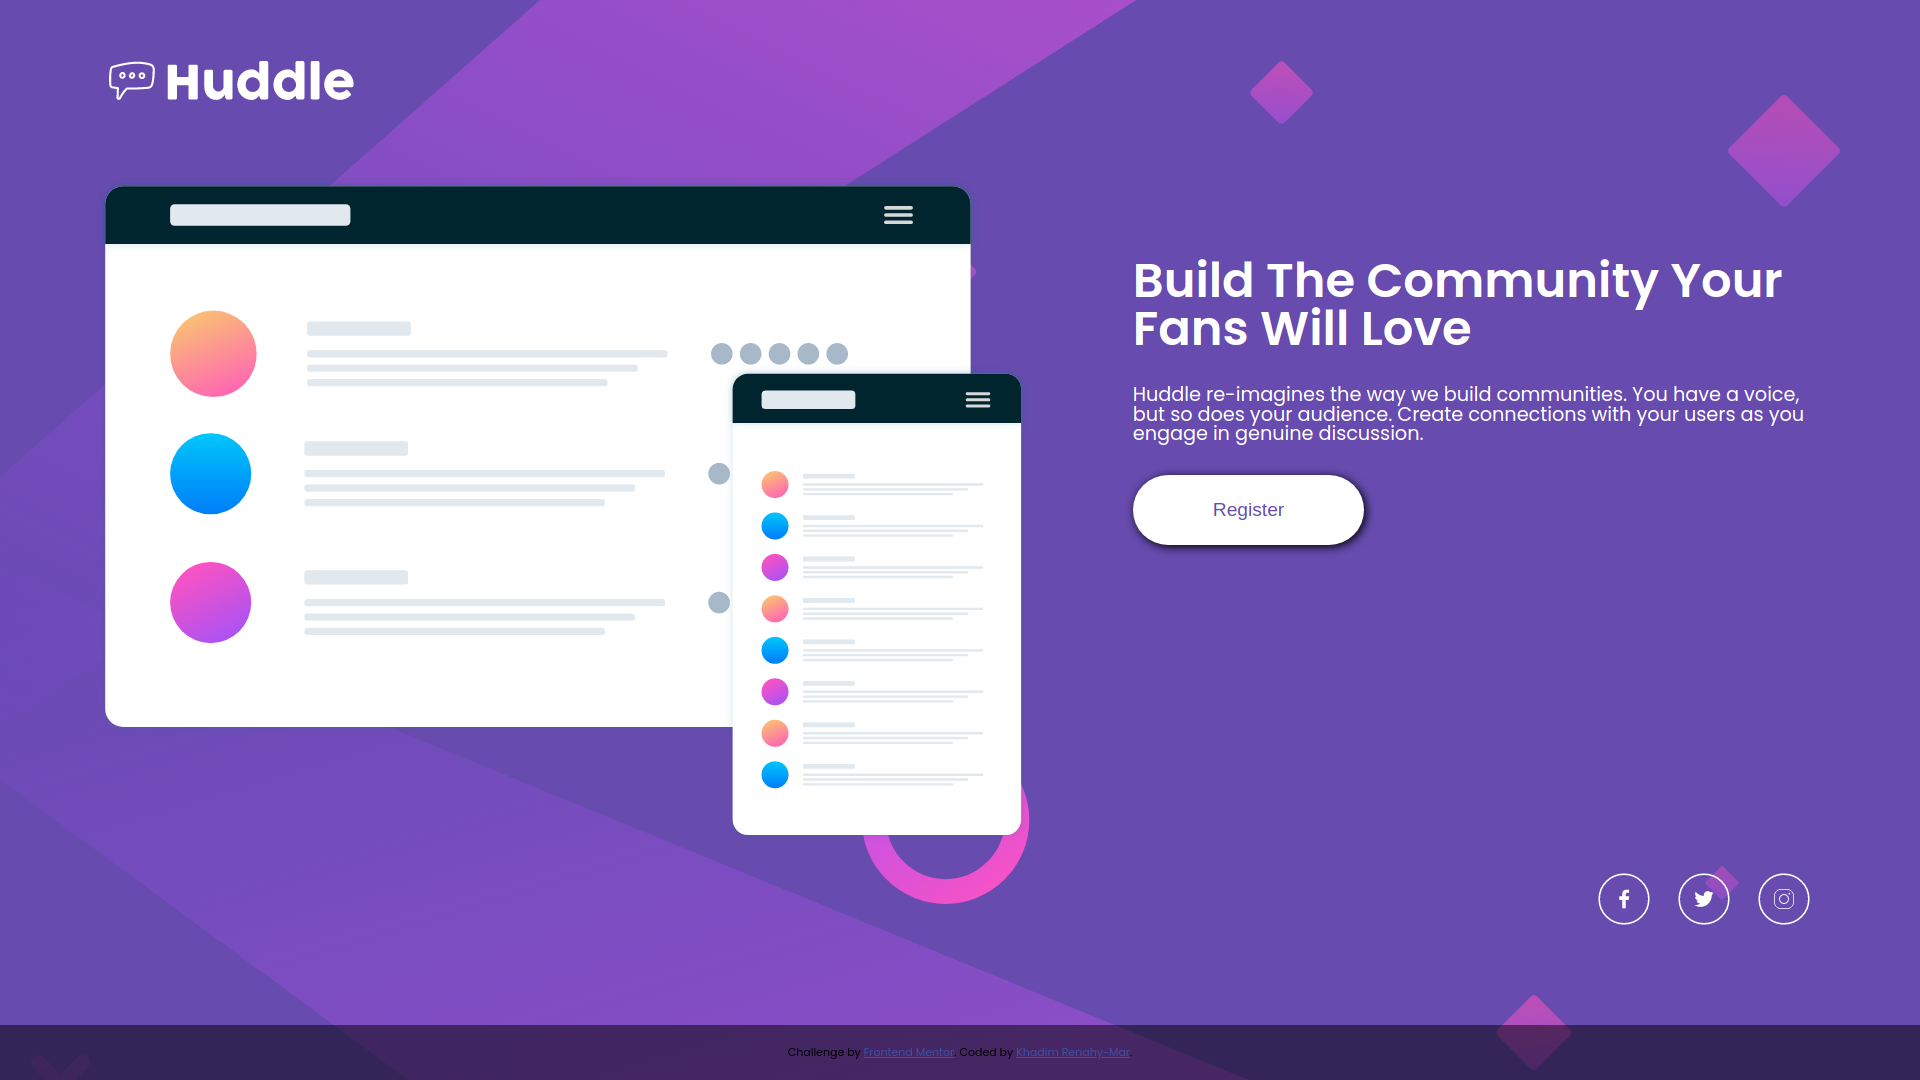 Huddle
Build The Community Your
Fans Will Love
Huddle re-imagines the way we build communities. You have a voice,
but so does your audience. Create connections with your users as you
engage in genuine discussion.
Register
Challenge by Frontend Mentor. Coded by Khadim Renahy-Mar.